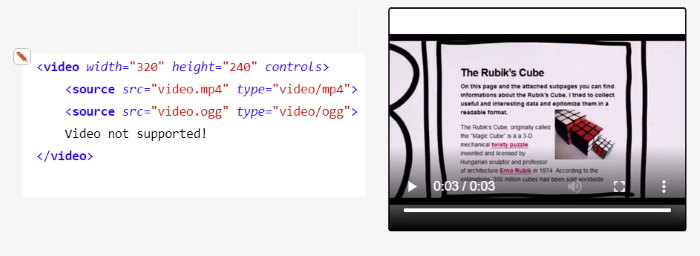 <video width="320" height="240" controls>
<source src="video.mp4" type="video/mp4">
<source src="video.ogg" type="video/ogg">
Video not supported!
</video>
The Rubik's Cube
On this page and the attached subpages you can find
informations about the Rubik's Cube. I tried to collect
useful and interesting data and epitomize them in a
readable format.
The Rubik's Cube, originally called
the "Magic Cube" is a a 3-D
mechanical twisty puzzle
invented and licensed by
Hungarian sculptor and professor
of architecture Erno Rubik in 1974. According to the
estimations, 350 million cubes had been sold worldwide
0:03 / 0:03